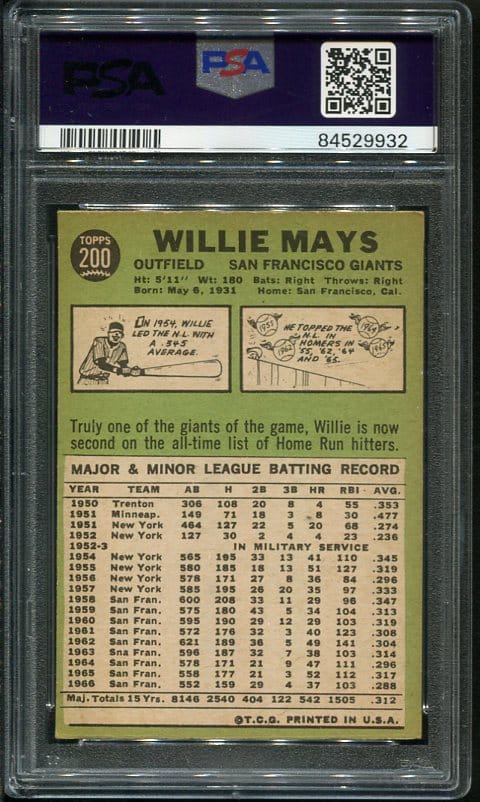 PSA
PSA
84529932
TOPPS
200
WILLIE MAYS
OUTFIELD SAN FRANCISCO GIANTS
Ht: 5'11" Wt: 180 Bats: Right Throws: Right
Born: May 6, 1931 Home: San Francisco, Cal.
IN 1954, WILLIE
LED THE N.L. WITH
A .345
AVERAGE.
1951
1962
1964
1965
HE TOPPED THE
N.L. IN
HOMERS IN
'55, '62, '64
AND '65.
Truly one of the giants of the game, Willie is now
second on the all-time list of Home Run hitters.
MAJOR & MINOR LEAGUE BATTING RECORD
YEAR TEAM AB H 2B 3B HR RBI AVG.
1950 Trenton 306 108 20 8 4 55 .353
1951 Minneap. 149 71 18 3 8 30 .477
1951 New York 464 127 22 5 20 68 .274
1952 New York 127 30 2 4 4 23 .236
1952-3 IN MILITARY SERVICE
1954 New York 565 195 33 13 41 110 .345
1955 New York 580 185 18 13 51 127 .319
1956 New York 578 171 27 8 36 84 .296
1957 New York 585 195 26 20 35 97 .333
1958 San Fran. 600 208 33 11 29 96 .347
1959 San Fran. 575 180 43 5 34 104 .313
1960 San Fran. 595 190 29 12 29 103 .319
1961 San Fran. 572 176 32 3 40 123 .308
1962 San Fran. 621 189 36 5 49 141 .304
1963 Sna Fran. 596 187 32 7 38 103 .314
1964 San Fran. 578 171 21 9 47 111 .296
1965 San Fran. 558 177 21 3 52 112 .317
1966 San Fran. 552 159 29 4 37 103 .288
Maj. Totals 15 Yrs. 8146 2540 404 122 542 1505 .312
©T.C.G. PRINTED IN U.S.A.